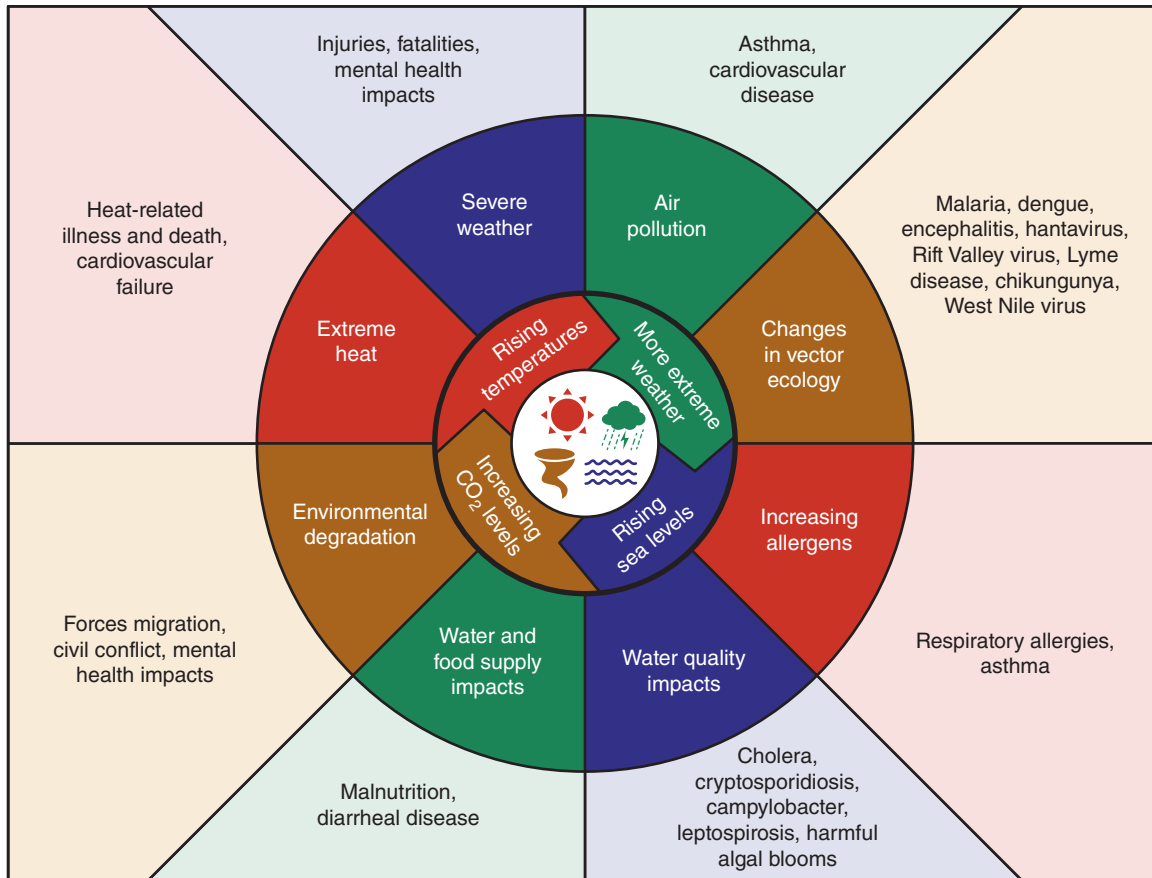 Injuries, fatalities,
mental health
impacts
Asthma,
cardiovascular
disease
Heat-related
illness and death,
cardiovascular
failure
Severe
weather
Air
pollution
Malaria, dengue,
encephalitis, hantavirus,
Rift Valley virus, Lyme
disease, chikungunya,
West Nile virus
Extreme
heat
Rising
temperatures
More extreme
weather
Changes
in vector
ecology
Environmental
degradation
Increasing
CO₂ levels
Rising
sea levels
Increasing
allergens
Forces migration,
civil conflict, mental
health impacts
Water and
food supply
impacts
Water quality
impacts
Respiratory allergies,
asthma
Malnutrition,
diarrheal disease
Cholera,
cryptosporidiosis,
campylobacter,
leptospirosis, harmful
algal blooms